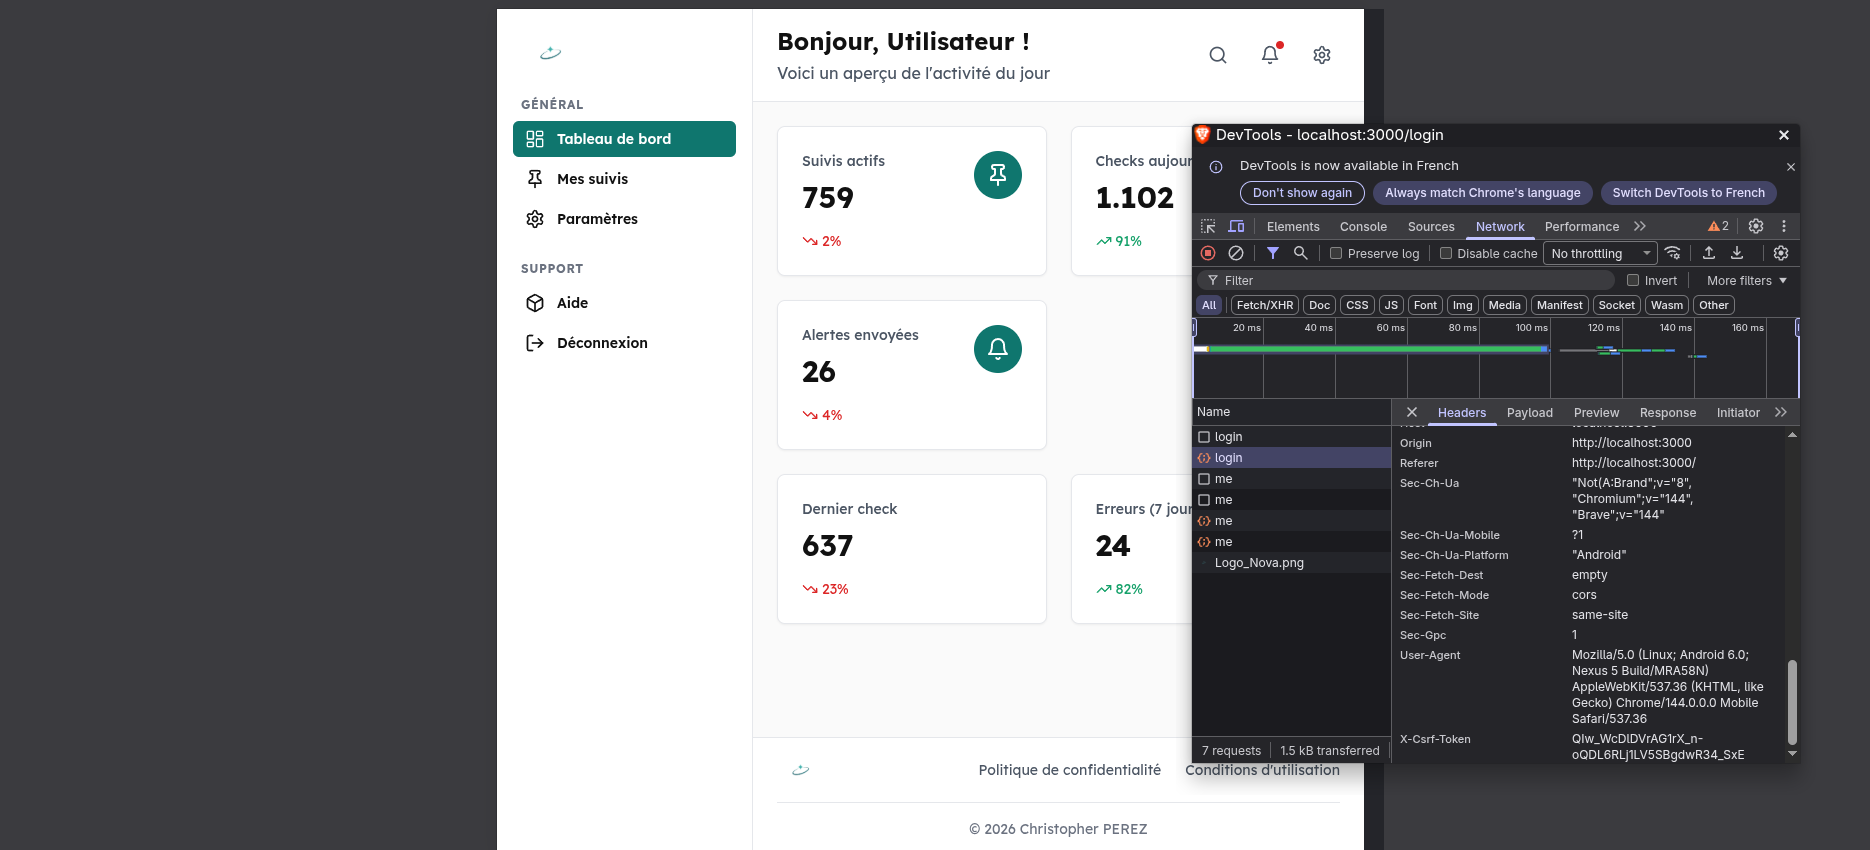 Bonjour, Utilisateur !
Voici un aperçu de l'activité du jour
GÉNÉRAL
Tableau de bord
Mes suivis
Paramètres
SUPPORT
Aide
Déconnexion
Suivis actifs
759
2%
Checks aujour
1.102
91%
Alertes envoyées
26
4%
Dernier check
637
23%
Erreurs (7 jour
24
82%
Politique de confidentialité
Conditions d'utilisation
© 2026 Christopher PEREZ
DevTools - localhost:3000/login
DevTools is now available in French
Don't show again
Always match Chrome's language
Switch DevTools to French
Elements
Console
Sources
Network
Performance
2
Preserve log
Disable cache
No throttling
Filter
Invert
More filters
All
Fetch/XHR
Doc
CSS
JS
Font
Img
Media
Manifest
Socket
Wasm
Other
20 ms
40 ms
60 ms
80 ms
100 ms
120 ms
140 ms
160 ms
Name
login
login
me
me
me
me
Logo_Nova.png
7 requests
1.5 kB transferred
Headers
Payload
Preview
Response
Initiator
Origin
http://localhost:3000
Referer
http://localhost:3000/
Sec-Ch-Ua
"Not(A:Brand";v="8",
"Chromium";v="144",
"Brave";v="144"
Sec-Ch-Ua-Mobile
?1
Sec-Ch-Ua-Platform
"Android"
Sec-Fetch-Dest
empty
Sec-Fetch-Mode
cors
Sec-Fetch-Site
same-site
Sec-Gpc
1
User-Agent
Mozilla/5.0 (Linux; Android 6.0;
Nexus 5 Build/MRA58N)
AppleWebKit/537.36 (KHTML, like
Gecko) Chrome/144.0.0.0 Mobile
Safari/537.36
X-Csrf-Token